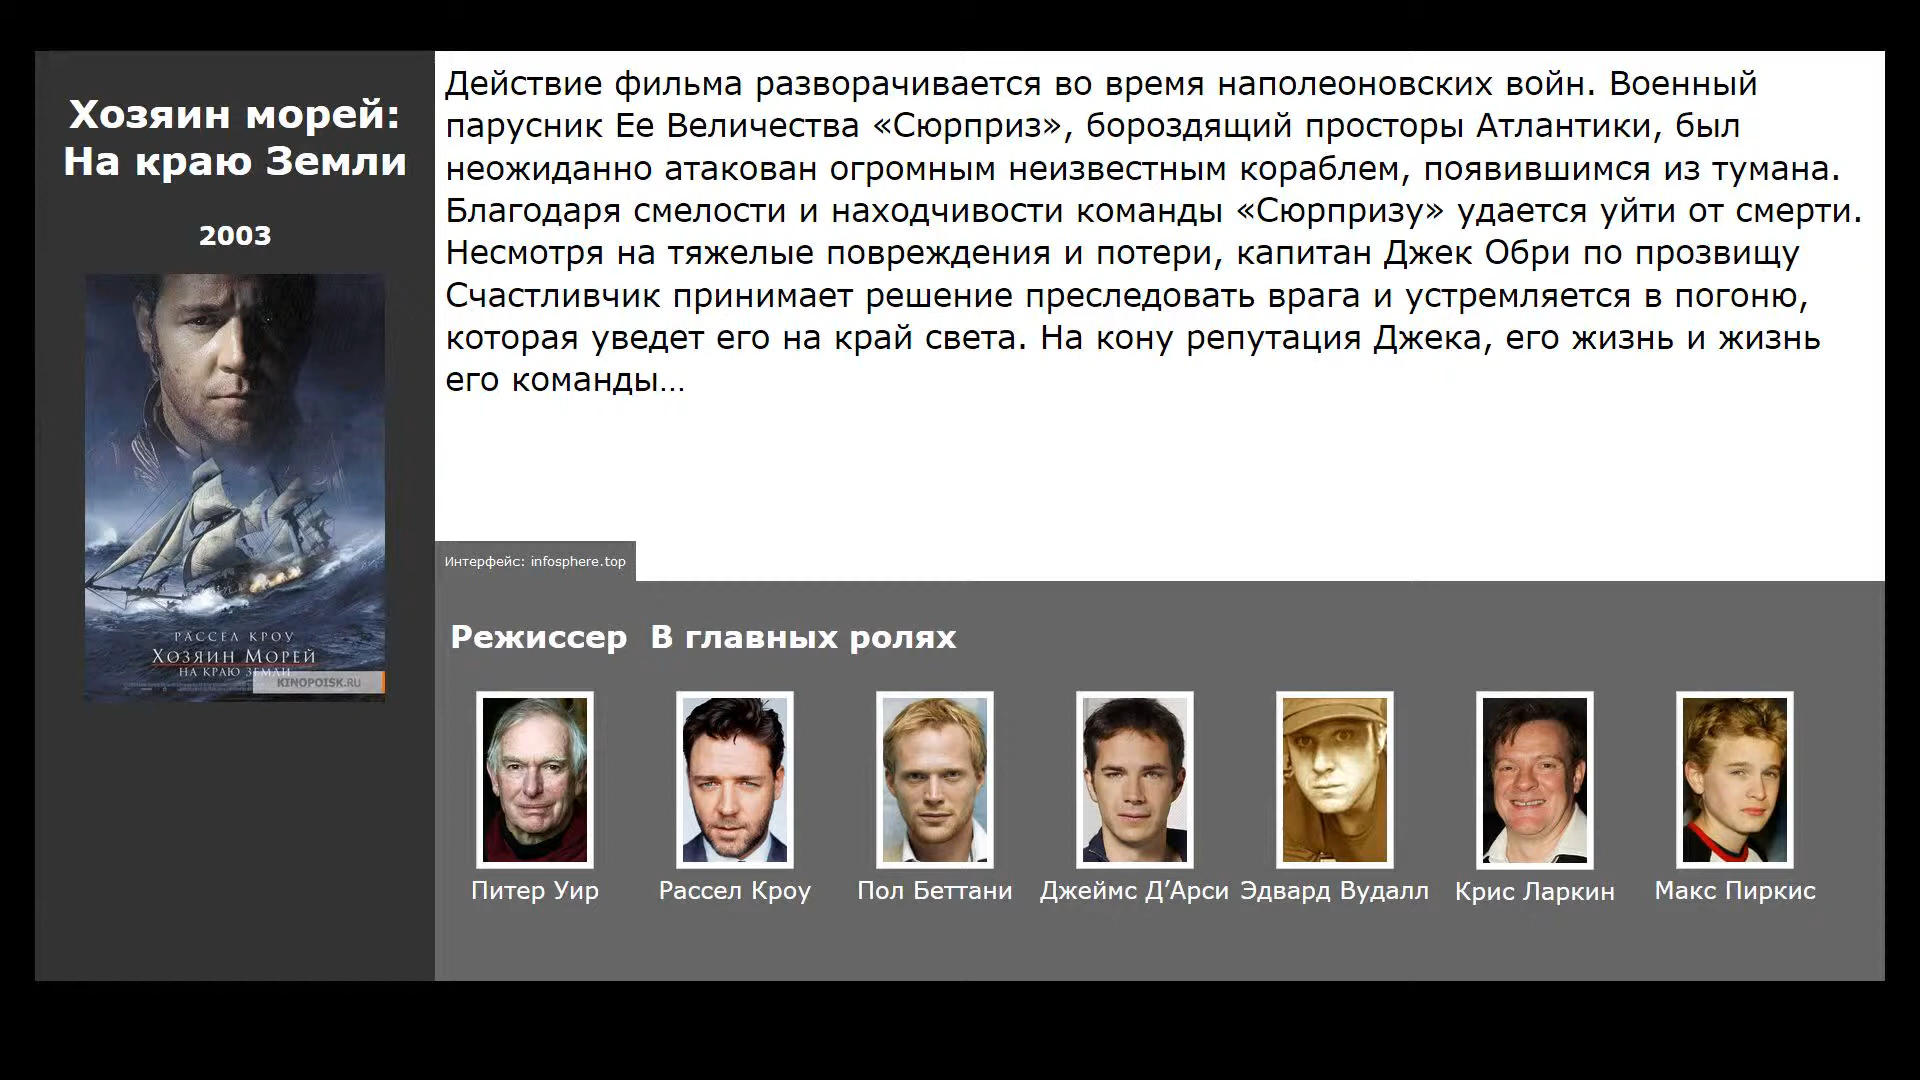 Хозяин морей:
На краю Земли
2003
РАССЕЛ КРОУ
ХОЗЯИН МОРЕЙ
НА КРАЮ ЗЕМЛИ
KINOPOISK.RU
Действие фильма разворачивается во время наполеоновских войн. Военный
парусник Ее Величества «Сюрприз», бороздящий просторы Атлантики, был
неожиданно атакован огромным неизвестным кораблем, появившимся из тумана.
Благодаря смелости и находчивости команды «Сюрпризу» удается уйти от смерти.
Несмотря на тяжелые повреждения и потери, капитан Джек Обри по прозвищу
Счастливчик принимает решение преследовать врага и устремляется в погоню,
которая уведет его на край света. На кону репутация Джека, его жизнь и жизнь
его команды…
Интерфейс: infosphere.top
Режиссер В главных ролях
Питер Уир Рассел Кроу Пол Беттани Джеймс Д’Арси Эдвард Вудалл Крис Ларкин Макс Пиркис